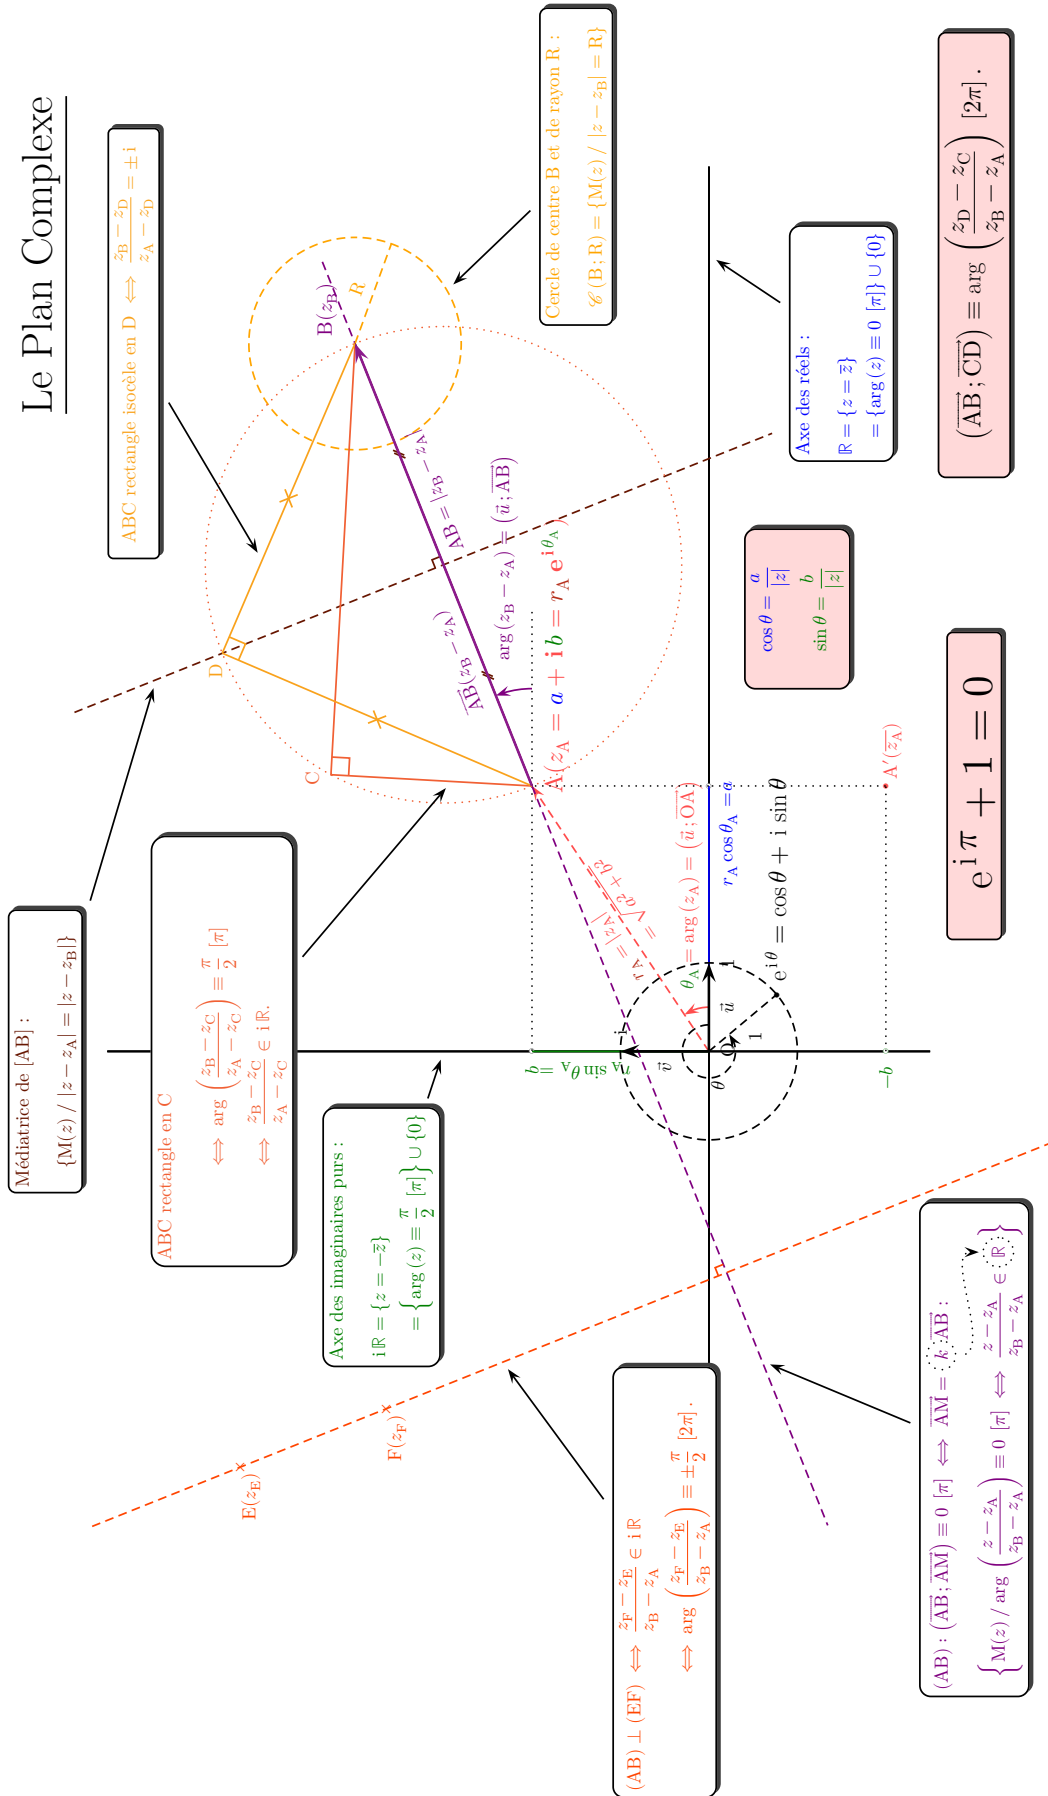 Le Plan Complexe
Médiatrice de [AB] :
{M(z) / |z − z_A| = |z − z_B|}
ABC rectangle isocèle en D ⟺ (z_B − z_D)/(z_A − z_D) = ± i
ABC rectangle en C
⟺ arg ((z_B − z_C)/(z_A − z_C)) ≡ π/2 [π]
⟺ (z_B − z_C)/(z_A − z_C) ∈ i ℝ.
Cercle de centre B et de rayon R :
𝒞 (B ; R) = {M(z) / |z − z_B| = R}
Axe des imaginaires purs :
i ℝ = {z = −z̅}
= {arg (z) ≡ π/2 [π]} ∪ {0}
Axe des réels :
ℝ = {z = z̅}
= {arg (z) ≡ 0 [π]} ∪ {0}
E(z_E)
F(z_F)
D
C
B(z_B)
R
AB⃗(z_B − z_A)
AB = |z_B − z_A|
arg (z_B − z_A) = (u⃗ ; AB⃗)
A (z_A = a + ib = r_A e^{iθ_A})
r_A = |z_A|
= √(a² + b²)
θ_A = arg (z_A) = (u⃗ ; OA⃗)
r_A cos θ_A = a
r_A sin θ_A = b
i
v⃗
O
u⃗
1
1
θ
e^{iθ} = cos θ + i sin θ
−b
A′(z̅_A)
cos θ = a/|z|
sin θ = b/|z|
(AB) ⊥ (EF) ⟺ (z_F − z_E)/(z_B − z_A) ∈ i ℝ
⟺ arg ((z_F − z_E)/(z_B − z_A)) ≡ ±π/2 [2π] .
(AB) : (AB⃗ ; AM⃗) ≡ 0 [π] ⟺ AM⃗ = k AB⃗ :
{M(z) / arg ((z − z_A)/(z_B − z_A)) ≡ 0 [π] ⟺ (z − z_A)/(z_B − z_A) ∈ ℝ}
e^{iπ} + 1 = 0
(AB⃗ ; CD⃗) ≡ arg ((z_D − z_C)/(z_B − z_A)) [2π] .